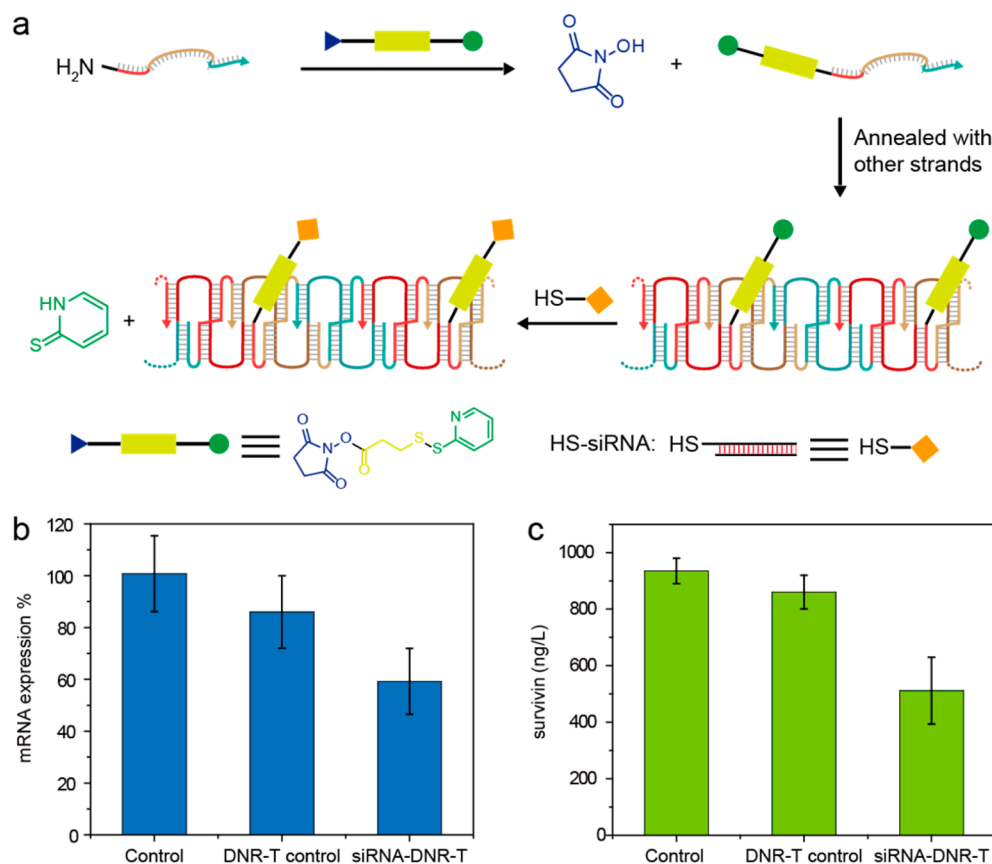 a
H₂N
O
N
OH
O
+
Annealed with
other strands
HN
S
+
HS
O
N
O
O
O
S
S
N
O
HS-siRNA: HS
HS
b
120
100
80
60
40
20
0
mRNA expression %
Control
DNR-T control
siRNA-DNR-T
c
1000
800
600
400
200
0
survivin (ng/L)
Control
DNR-T control
siRNA-DNR-T